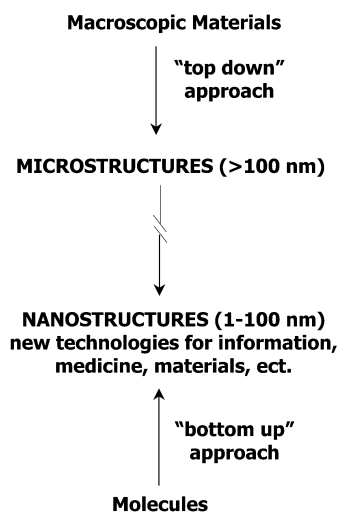 Macroscopic Materials
“top down”
approach
MICROSTRUCTURES (>100 nm)
NANOSTRUCTURES (1-100 nm)
new technologies for information,
medicine, materials, ect.
“bottom up”
approach
Molecules